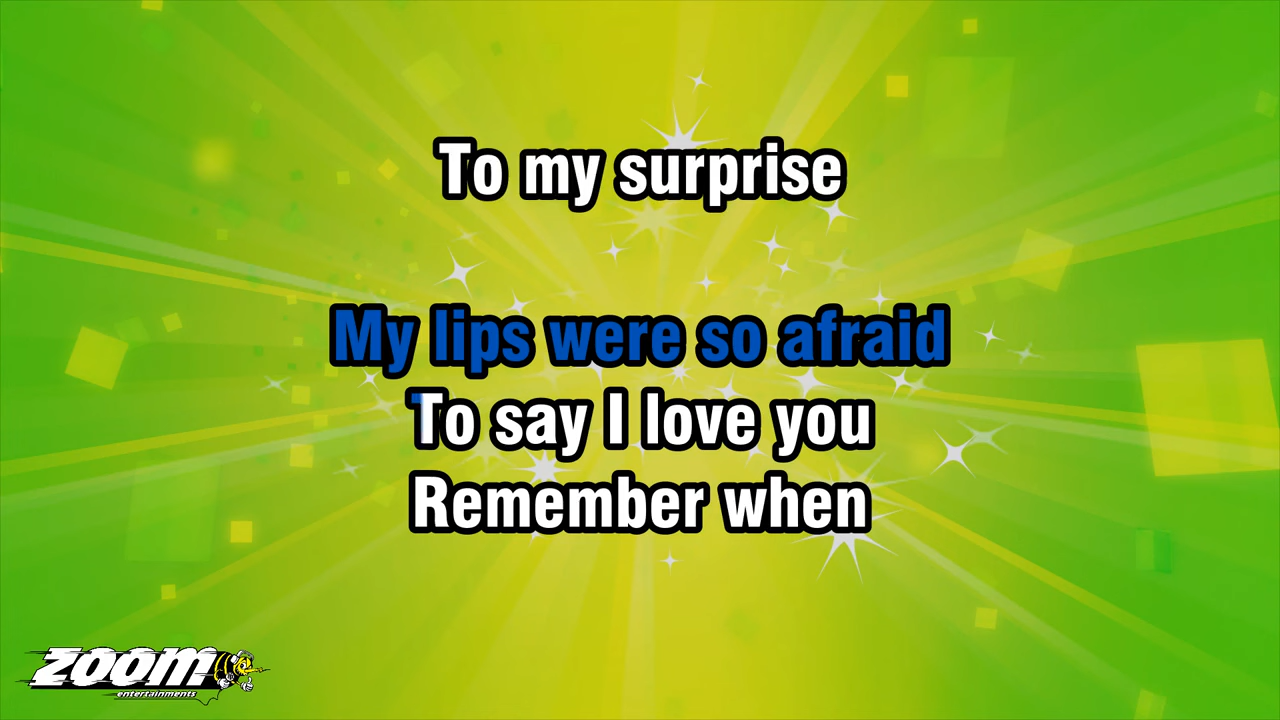 To my surprise
My lips were so afraid
To say I love you
Remember when
zoom
entertainments